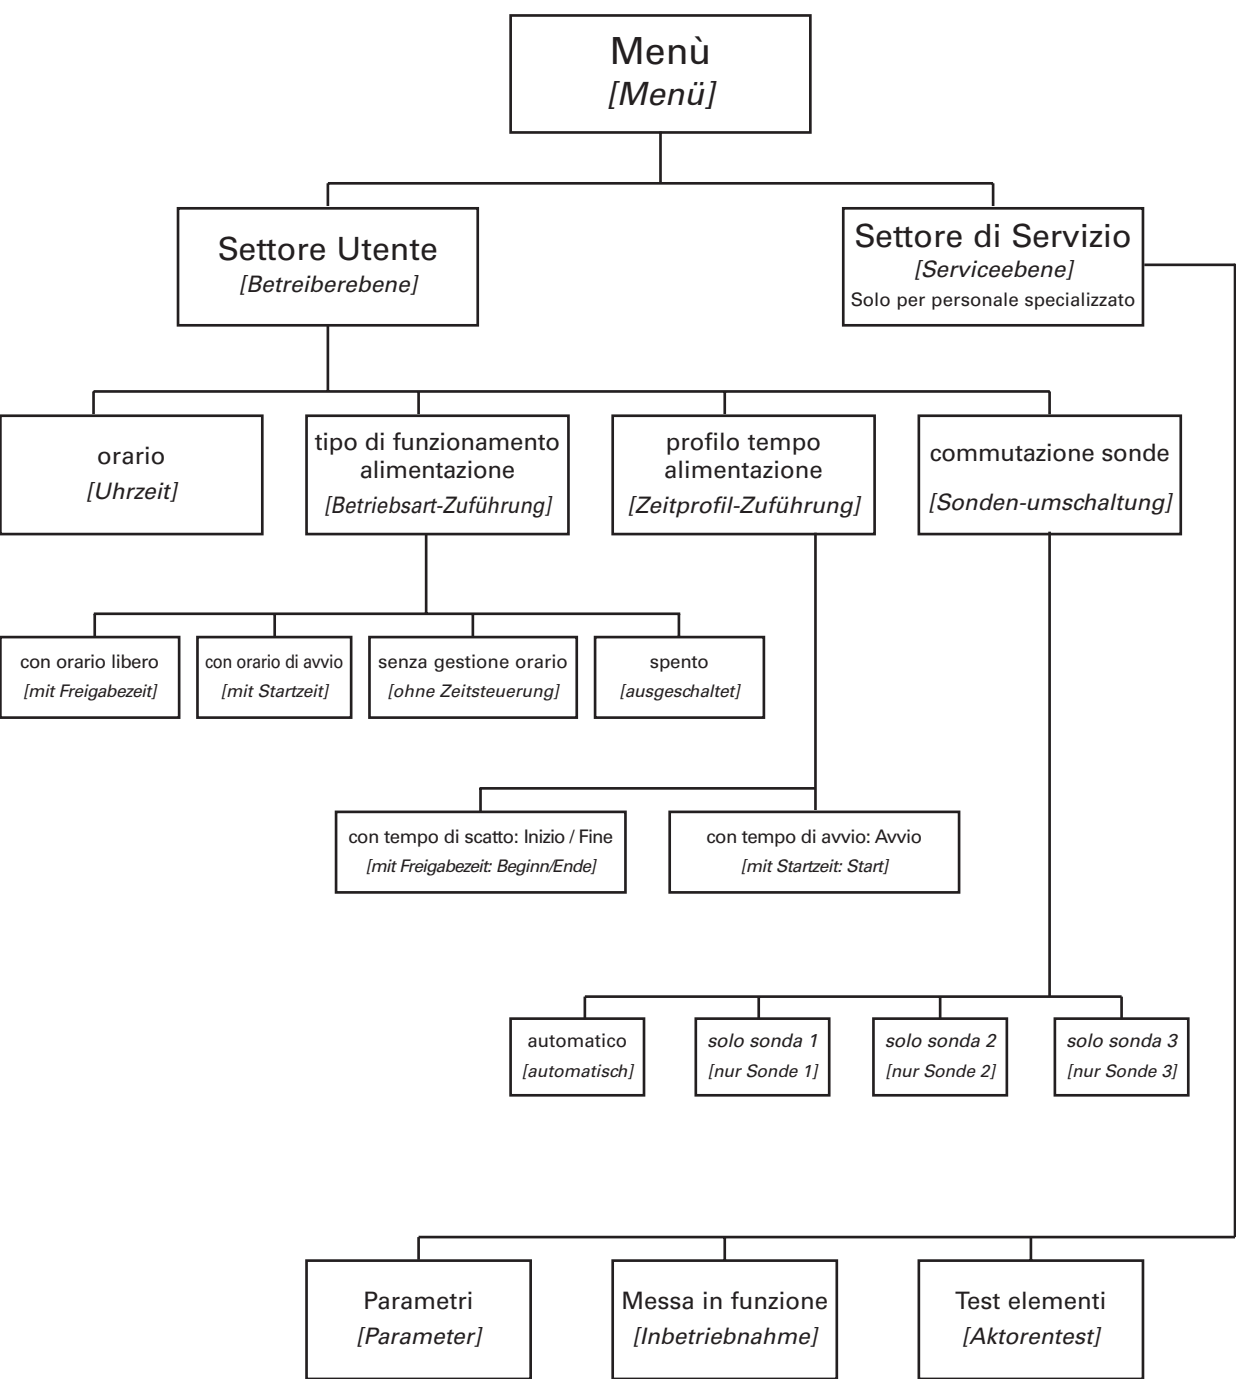 Menù
[Menü]
Settore Utente
[Betreiberebene]
Settore di Servizio
[Serviceebene]
Solo per personale specializzato
orario
[Uhrzeit]
tipo di funzionamento
alimentazione
[Betriebsart-Zuführung]
profilo tempo
alimentazione
[Zeitprofil-Zuführung]
commutazione sonde
[Sonden-umschaltung]
con orario libero
[mit Freigabezeit]
con orario di avvio
[mit Startzeit]
senza gestione orario
[ohne Zeitsteuerung]
spento
[ausgeschaltet]
con tempo di scatto: Inizio / Fine
[mit Freigabezeit: Beginn/Ende]
con tempo di avvio: Avvio
[mit Startzeit: Start]
automatico
[automatisch]
solo sonda 1
[nur Sonde 1]
solo sonda 2
[nur Sonde 2]
solo sonda 3
[nur Sonde 3]
Parametri
[Parameter]
Messa in funzione
[Inbetriebnahme]
Test elementi
[Aktorentest]